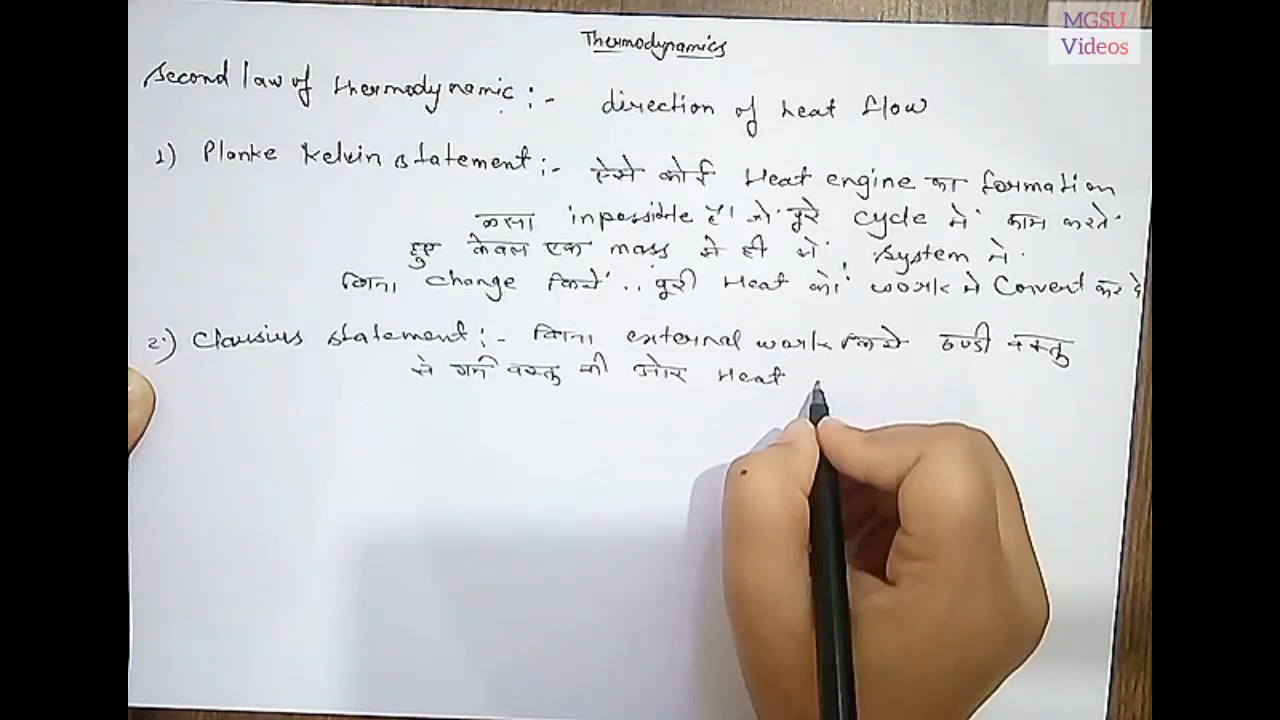 MGSU
Videos
Thermodynamics
Second law of thermodynamic :- direction of heat flow
1) Planke Kelvin statement :- ऐसे कोई Heat engine का formation
करना inpossible है। जो पूरे cycle में काम करते
हुए केवल एक mass से ही से, system में
बिना change किये .. पूरी Heat को work में Convert कर दे
2.) Clausius statement :- बिना external work किये ठण्डी वस्तु
से गर्म वस्तु की ओर Heat